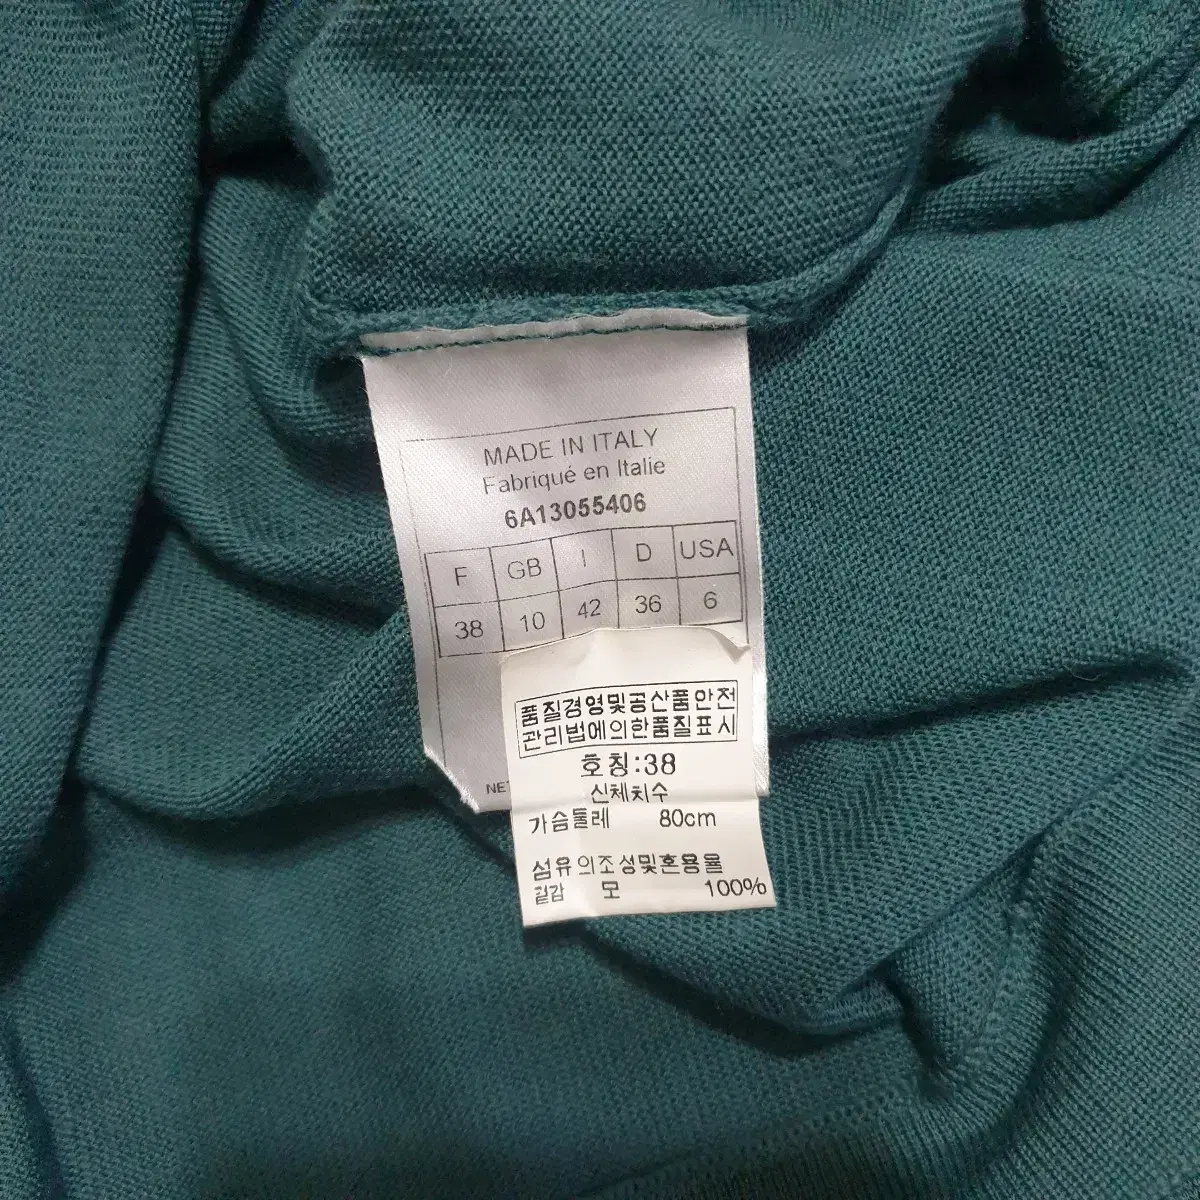 MADE IN ITALY
Fabriqué en Italie
6A13055406
F GB I D USA
38 10 42 36 6
NE
품질경영및공산품안전
관리법에의한품질표시
호칭:38
신체치수
가슴둘레 80cm
섬유의조성및혼용율
겉감 모 100%